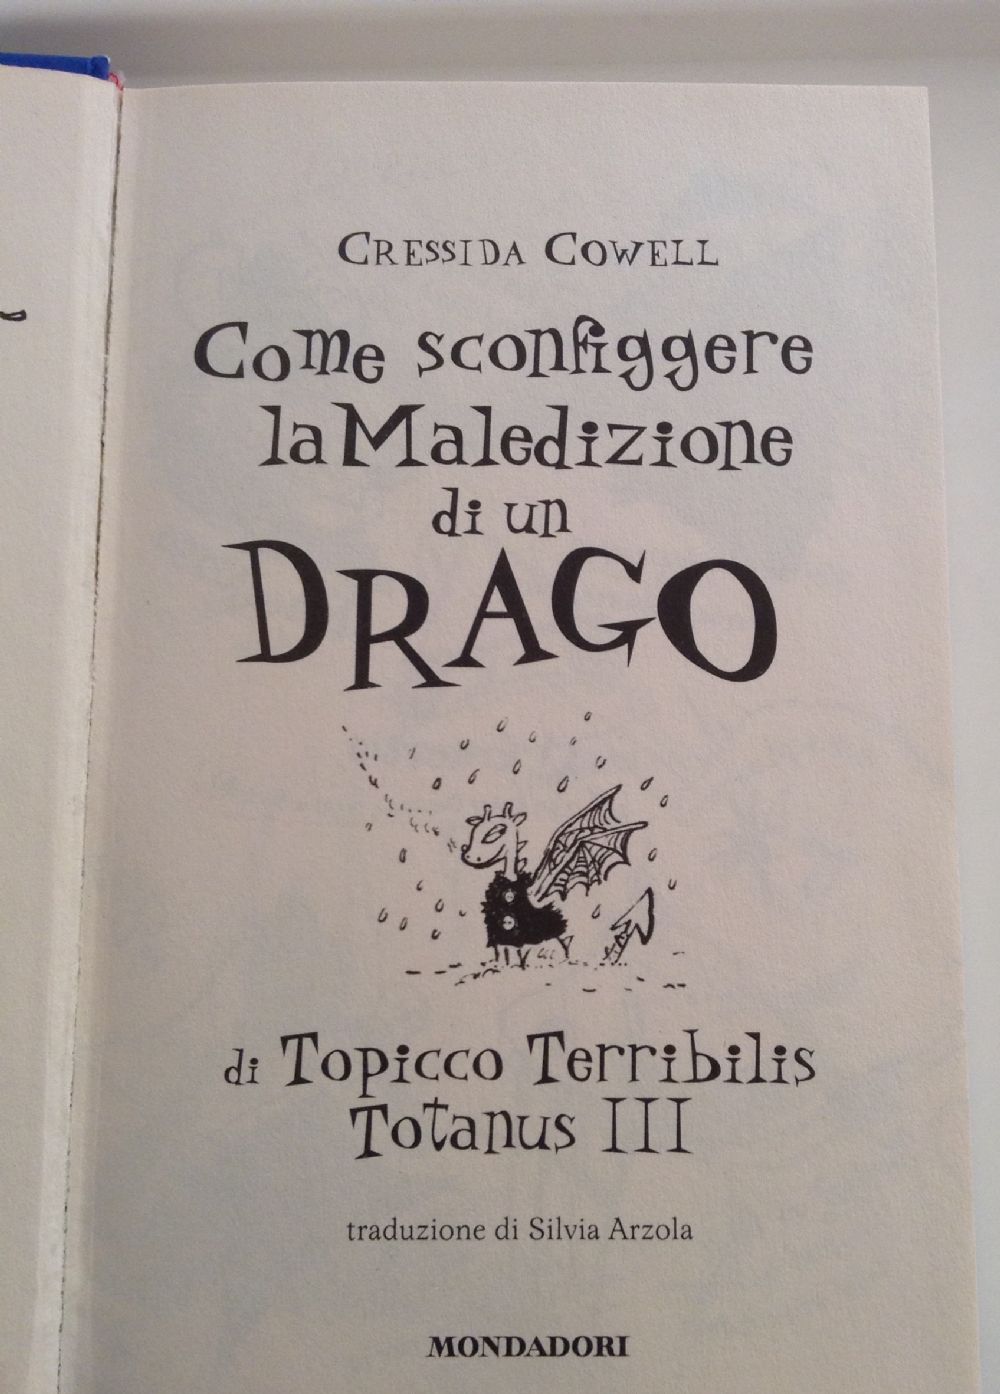 Cressida Cowell
Come sconfiggere
la Maledizione
di un
DRAGO
di Topicco Terribilis
Totanus III
traduzione di Silvia Arzola
MONDADORI